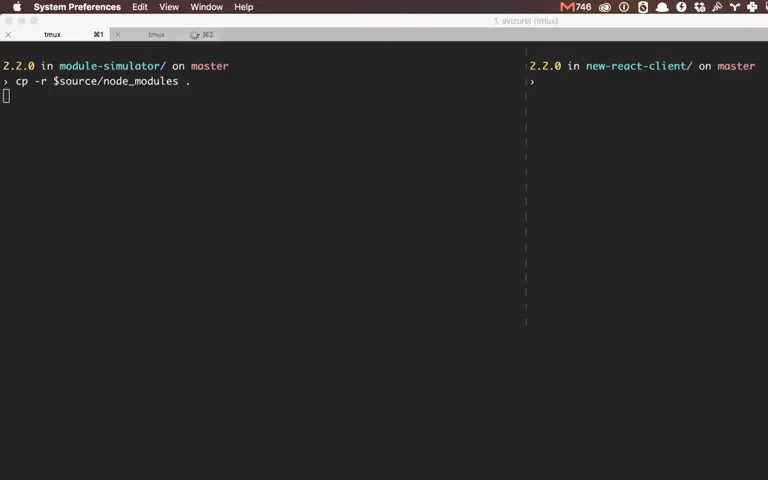 System Preferences Edit View Window Help 746
1. avizurel (tmux)
tmux ⌘1 tmux ⌘2
2.2.0 in module-simulator/ on master
› cp -r $source/node_modules .
2.2.0 in new-react-client/ on master
›